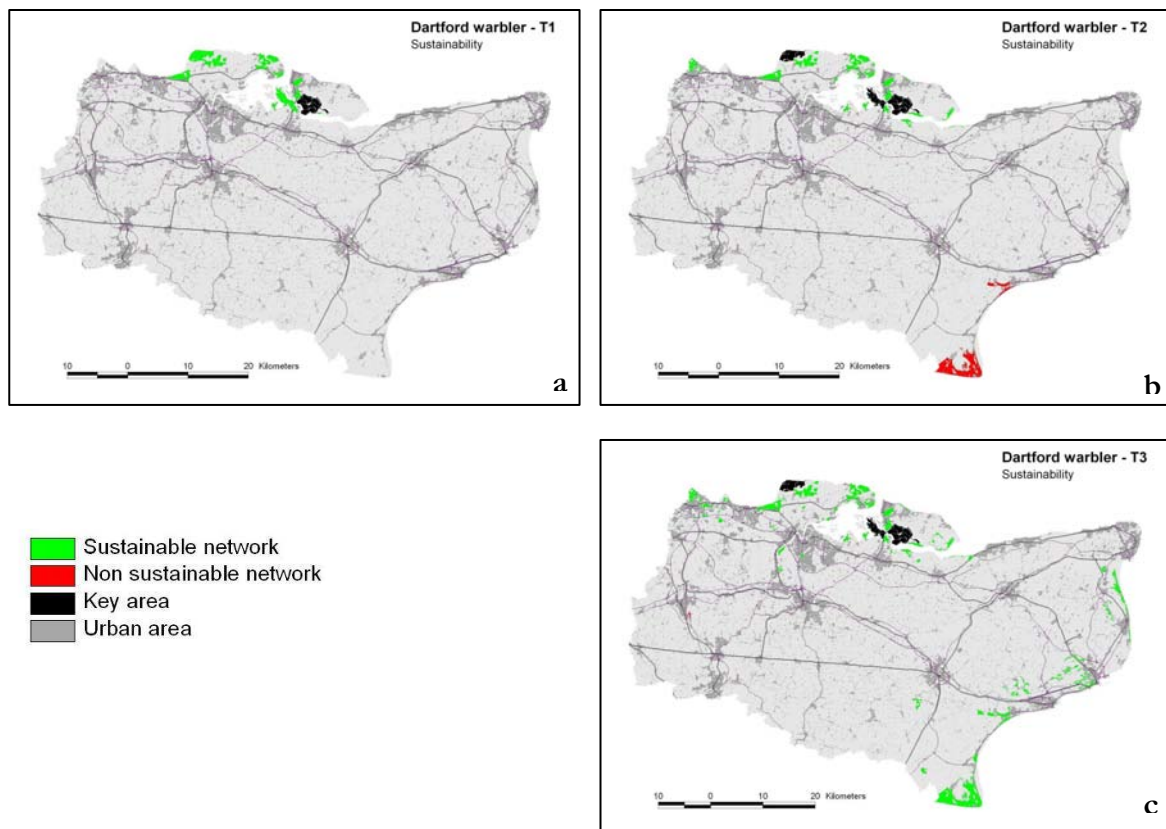 Dartford warbler - T1
Sustainability
10 0 10 20 Kilometers
a
Dartford warbler - T2
Sustainability
10 0 10 20 Kilometers
b
Sustainable network
Non sustainable network
Key area
Urban area
Dartford warbler - T3
Sustainability
10 0 10 20 Kilometers
c